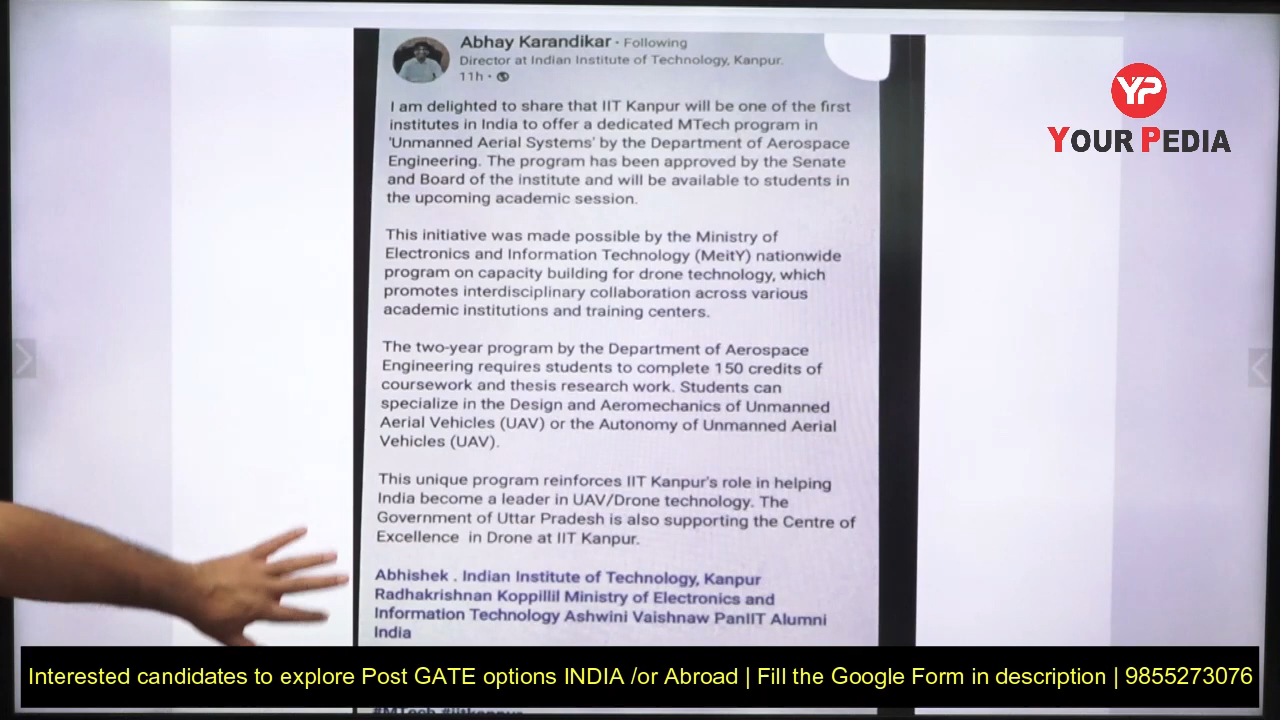 Abhay Karandikar • Following
Director at Indian Institute of Technology, Kanpur.
11h •
YP
YOUR PEDIA
I am delighted to share that IIT Kanpur will be one of the first
institutes in India to offer a dedicated MTech program in
'Unmanned Aerial Systems' by the Department of Aerospace
Engineering. The program has been approved by the Senate
and Board of the institute and will be available to students in
the upcoming academic session.
This initiative was made possible by the Ministry of
Electronics and Information Technology (MeitY) nationwide
program on capacity building for drone technology, which
promotes interdisciplinary collaboration across various
academic institutions and training centers.
The two-year program by the Department of Aerospace
Engineering requires students to complete 150 credits of
coursework and thesis research work. Students can
specialize in the Design and Aeromechanics of Unmanned
Aerial Vehicles (UAV) or the Autonomy of Unmanned Aerial
Vehicles (UAV).
This unique program reinforces IIT Kanpur's role in helping
India become a leader in UAV/Drone technology. The
Government of Uttar Pradesh is also supporting the Centre of
Excellence in Drone at IIT Kanpur.
Abhishek . Indian Institute of Technology, Kanpur
Radhakrishnan Koppillil Ministry of Electronics and
Information Technology Ashwini Vaishnaw PanIIT Alumni
India
Interested candidates to explore Post GATE options INDIA /or Abroad | Fill the Google Form in description | 9855273076